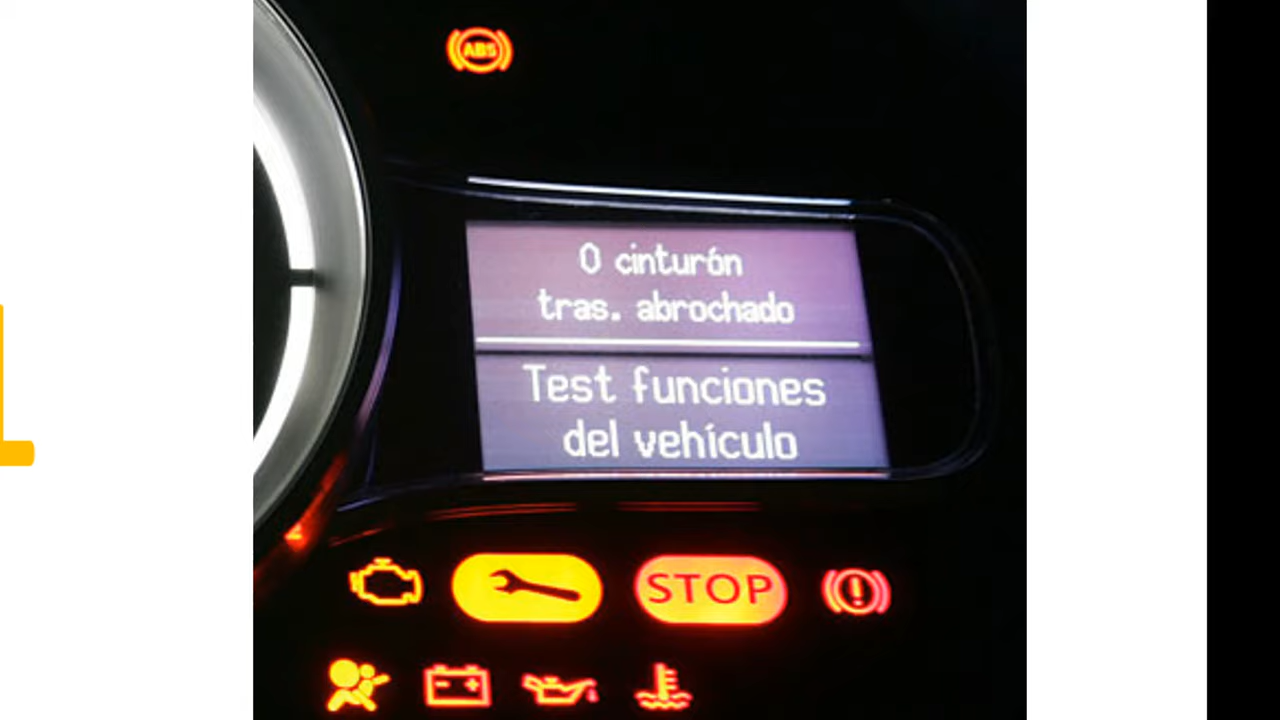 ABS
0 cinturón
tras. abrochado
Test funciones
del vehículo
STOP